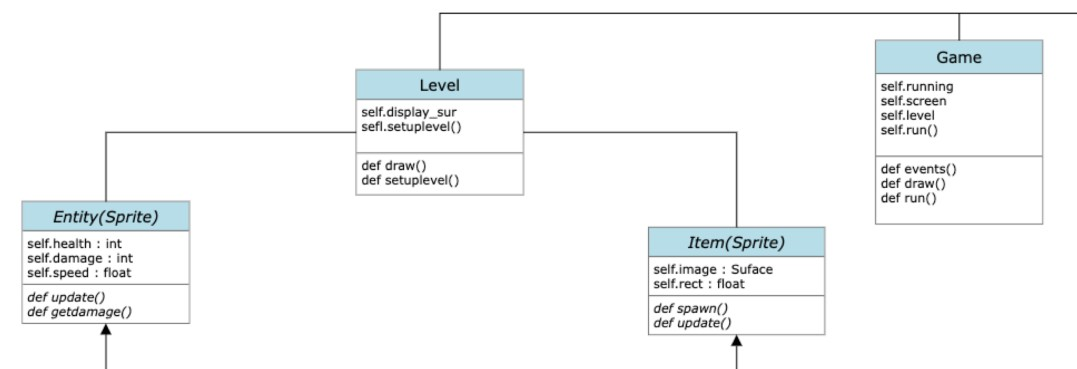 Level
self.display_sur
sefl.setuplevel()
def draw()
def setuplevel()
Game
self.running
self.screen
self.level
self.run()
def events()
def draw()
def run()
Entity(Sprite)
self.health : int
self.damage : int
self.speed : float
def update()
def getdamage()
Item(Sprite)
self.image : Suface
self.rect : float
def spawn()
def update()